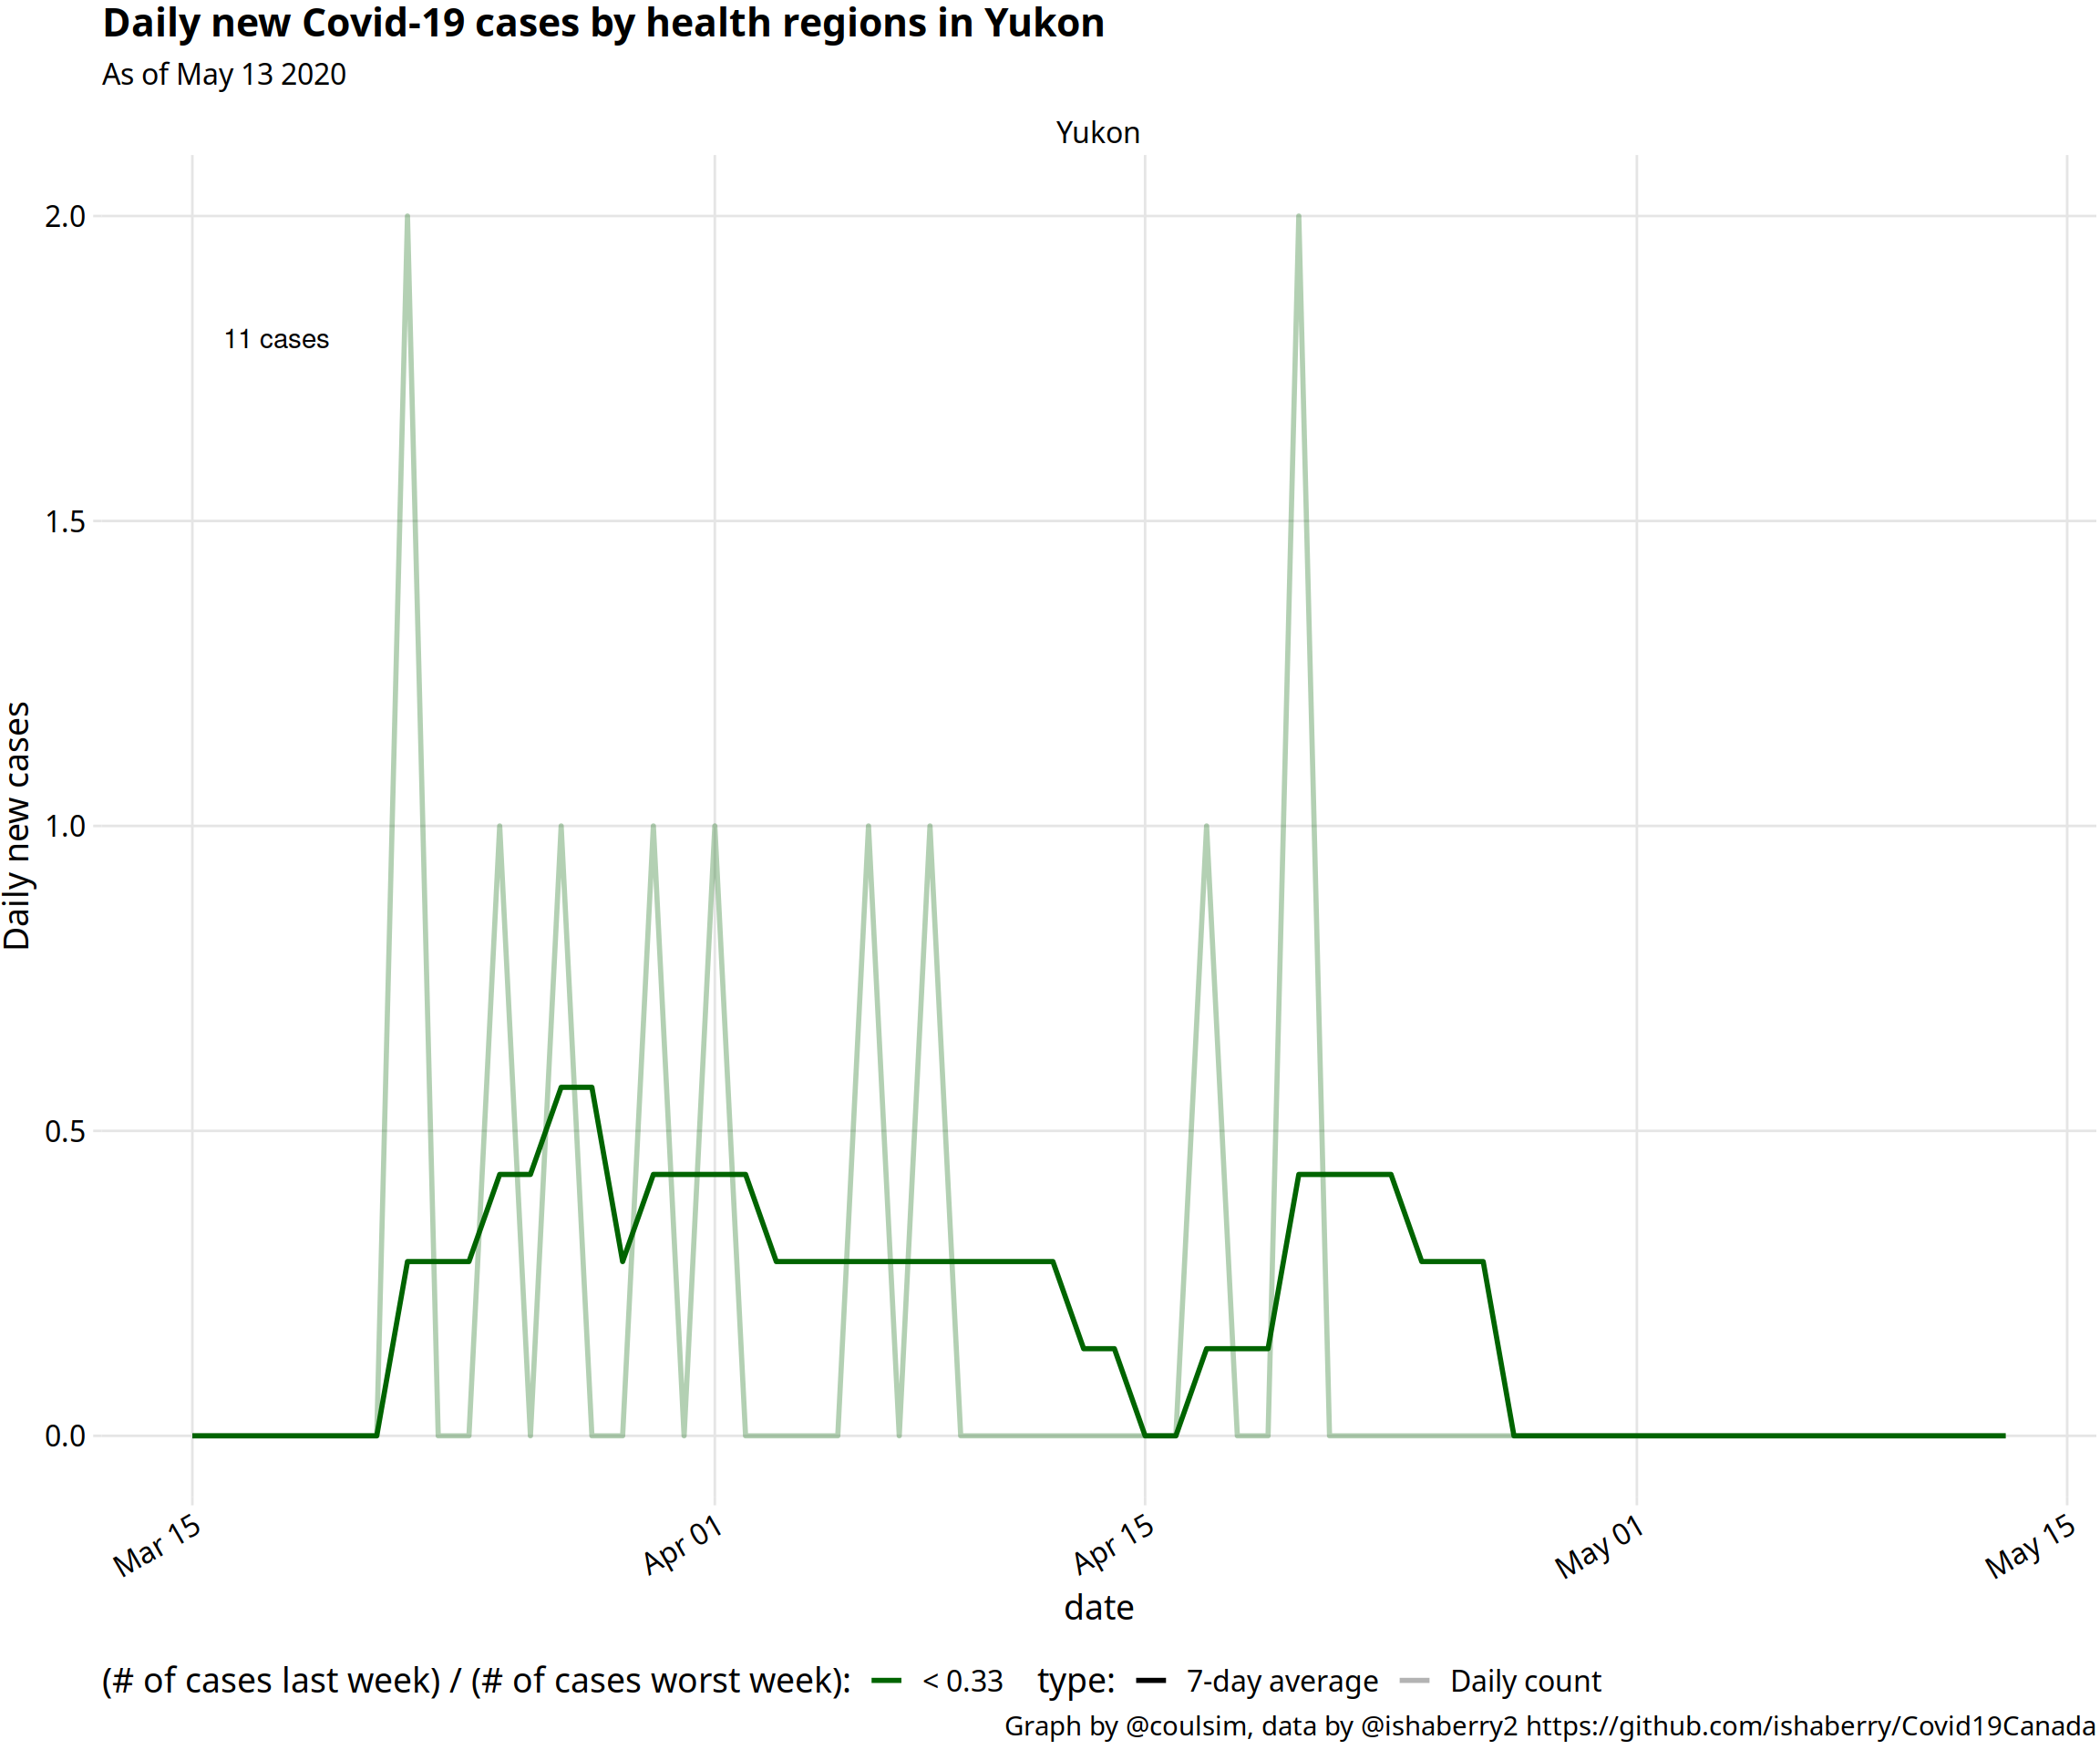 Daily new Covid-19 cases by health regions in Yukon
As of May 13 2020
Yukon
2.0
11 cases
1.5
1.0
0.5
0.0
Daily new cases
Mar 15
Apr 01
Apr 15
May 01
May 15
date
(# of cases last week) / (# of cases worst week): < 0.33 type: 7-day average Daily count
Graph by @coulsim, data by @ishaberry2 https://github.com/ishaberry/Covid19Canada